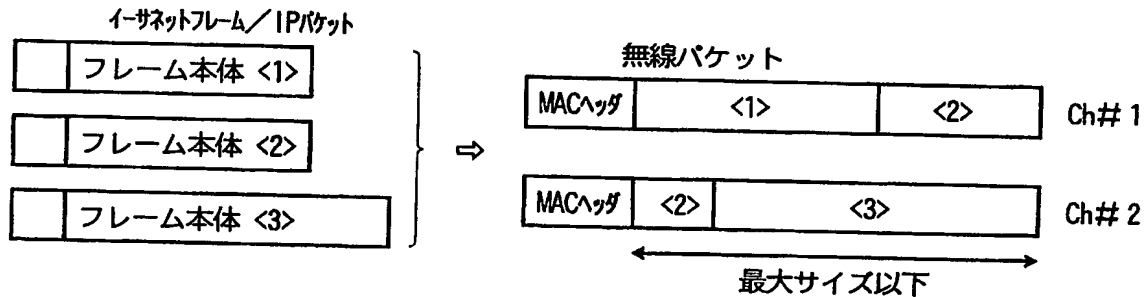 イーサネットフレーム/IPパケット
フレーム本体 <1>
フレーム本体 <2>
フレーム本体 <3>
⇨
無線パケット
MACヘッダ <1> <2> Ch# 1
MACヘッダ <2> <3> Ch# 2
最大サイズ以下